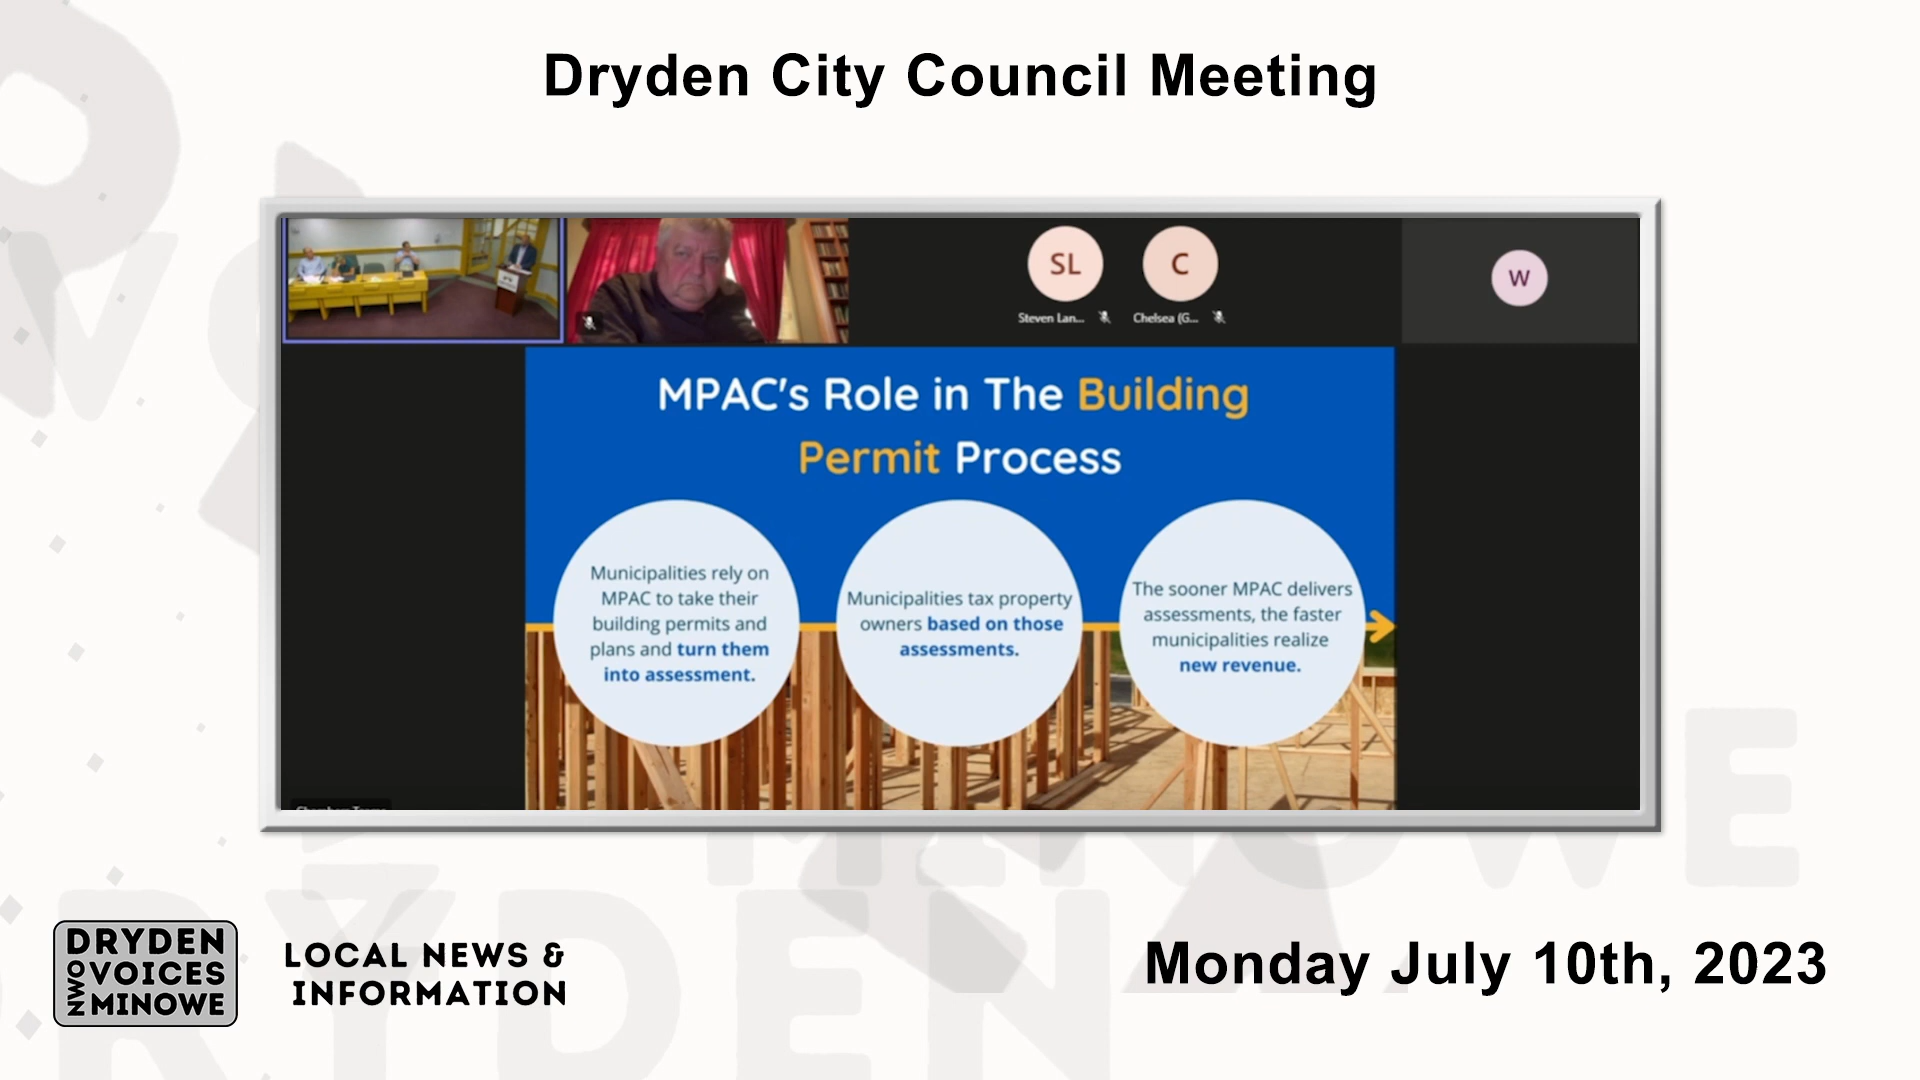 Dryden City Council Meeting
SL
C
W
Steven Lan...
Chelsea (G...
MPAC's Role in The Building
Permit Process
Municipalities rely on
MPAC to take their
building permits and
plans and turn them
into assessment.
Municipalities tax property
owners based on those
assessments.
The sooner MPAC delivers
assessments, the faster
municipalities realize
new revenue.
DRYDEN
VOICES
MINOWE
NWO
LOCAL NEWS &
INFORMATION
Monday July 10th, 2023